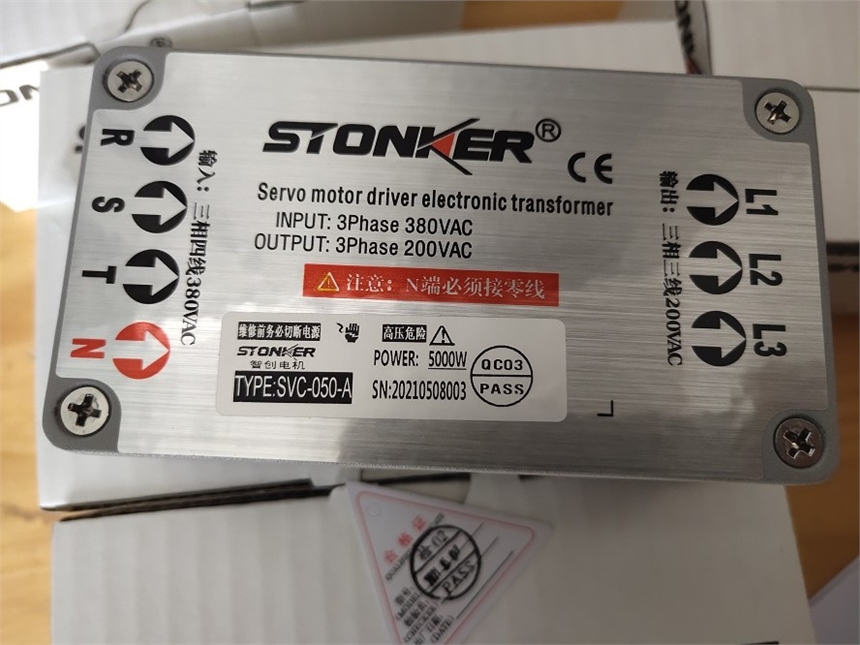 STONKER®
CE
Servo motor driver electronic transformer
INPUT: 3Phase 380VAC
OUTPUT: 3Phase 200VAC
注意：N端必须接零线
R
S
T
N
输入：三相四线380VAC
L1
L2
L3
输出：三相三线200VAC
维修前务必切断电源
高压危险
STONKER
智创电机
TYPE:SVC-050-A
POWER: 5000W
SN:20210508003
QC03
PASS
合格证
检02
PASS
(DATE)